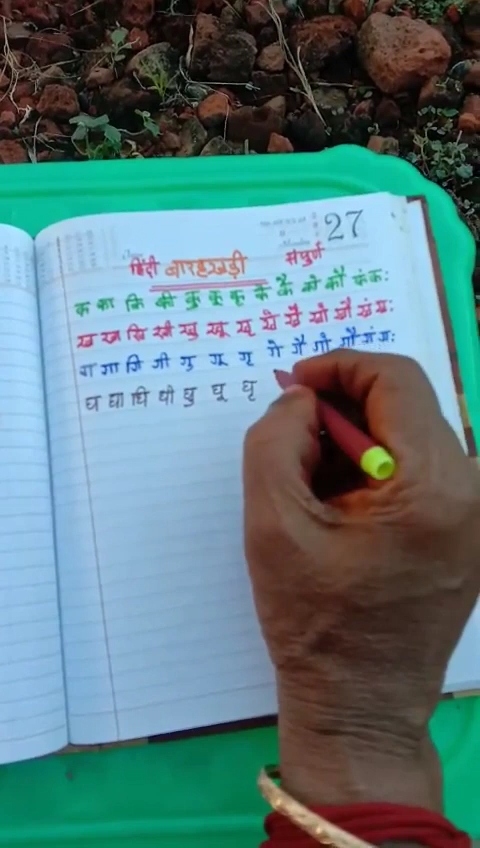 27
हिंदी बारहखड़ी संपूर्ण
क का कि की कु कू कृ के कै को कौ कं कः
ख खा खि खी खु खू खृ खे खै खो खौ खं खः
ग गा गि गी गु गू गृ गे गै गो गौ गं गः
घ घा घि घी घु घू घृ